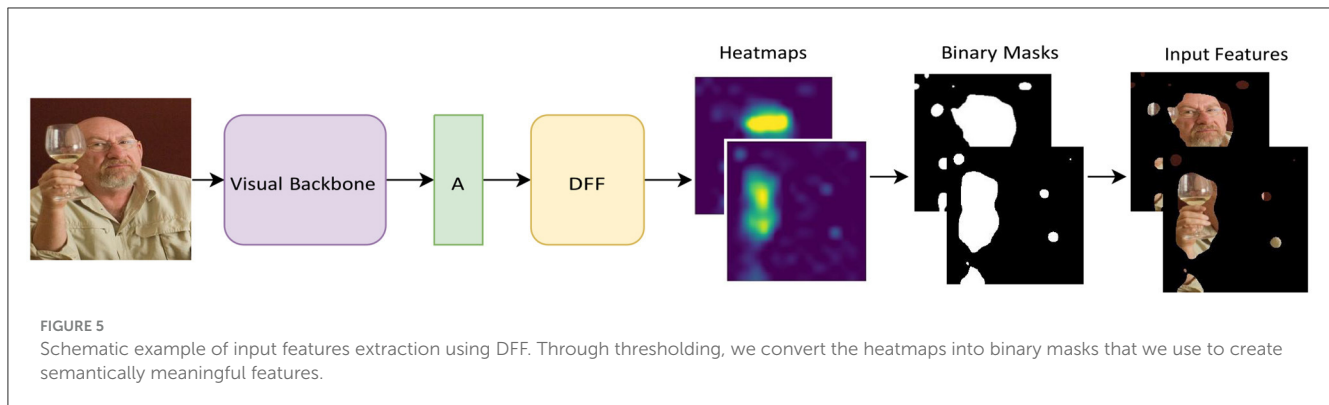 Heatmaps
Binary Masks
Input Features
Visual Backbone
A
DFF
FIGURE 5
Schematic example of input features extraction using DFF. Through thresholding, we convert the heatmaps into binary masks that we use to create
semantically meaningful features.